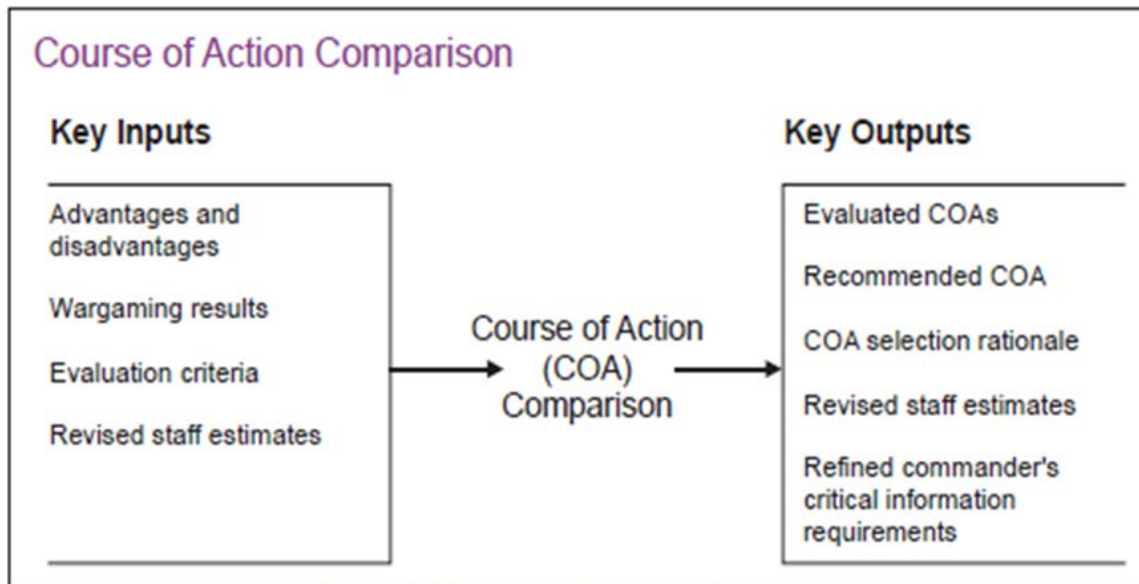 Course of Action Comparison
Key Inputs
Advantages and
disadvantages
Wargaming results
Evaluation criteria
Revised staff estimates
Course of Action
(COA)
Comparison
Key Outputs
Evaluated COAs
Recommended COA
COA selection rationale
Revised staff estimates
Refined commander's
critical information
requirements